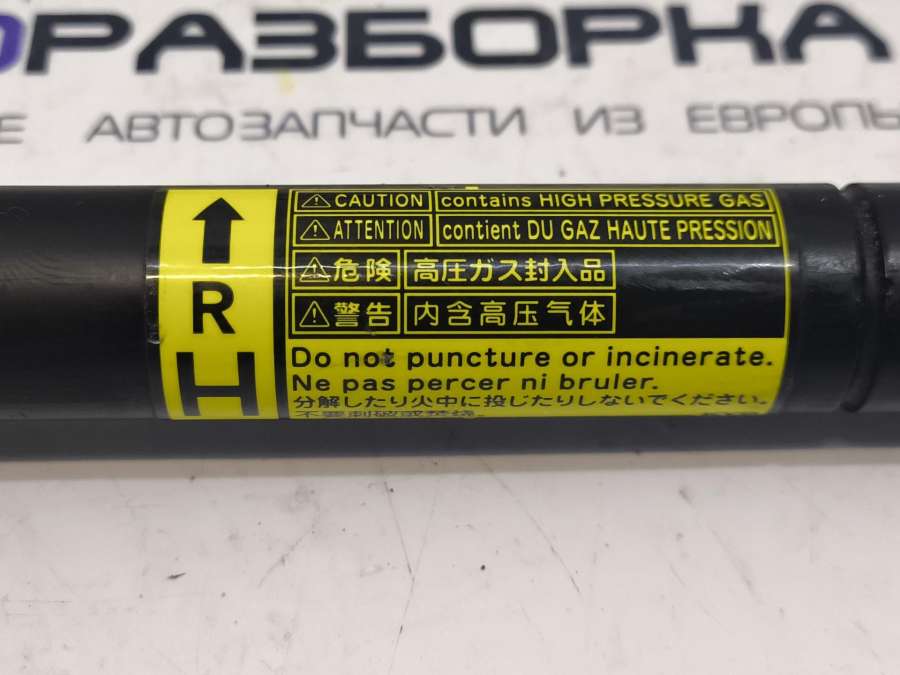 РАЗБОРКА
АВТОЗАПЧАСТИ ИЗ ЕВРОПЫ
R
H
CAUTION contains HIGH PRESSURE GAS
ATTENTION contient DU GAZ HAUTE PRESSION
危険 高圧ガス封入品
警告 内含高压气体
Do not puncture or incinerate.
Ne pas percer ni bruler.
分解したり火中に投じたりしないでください。